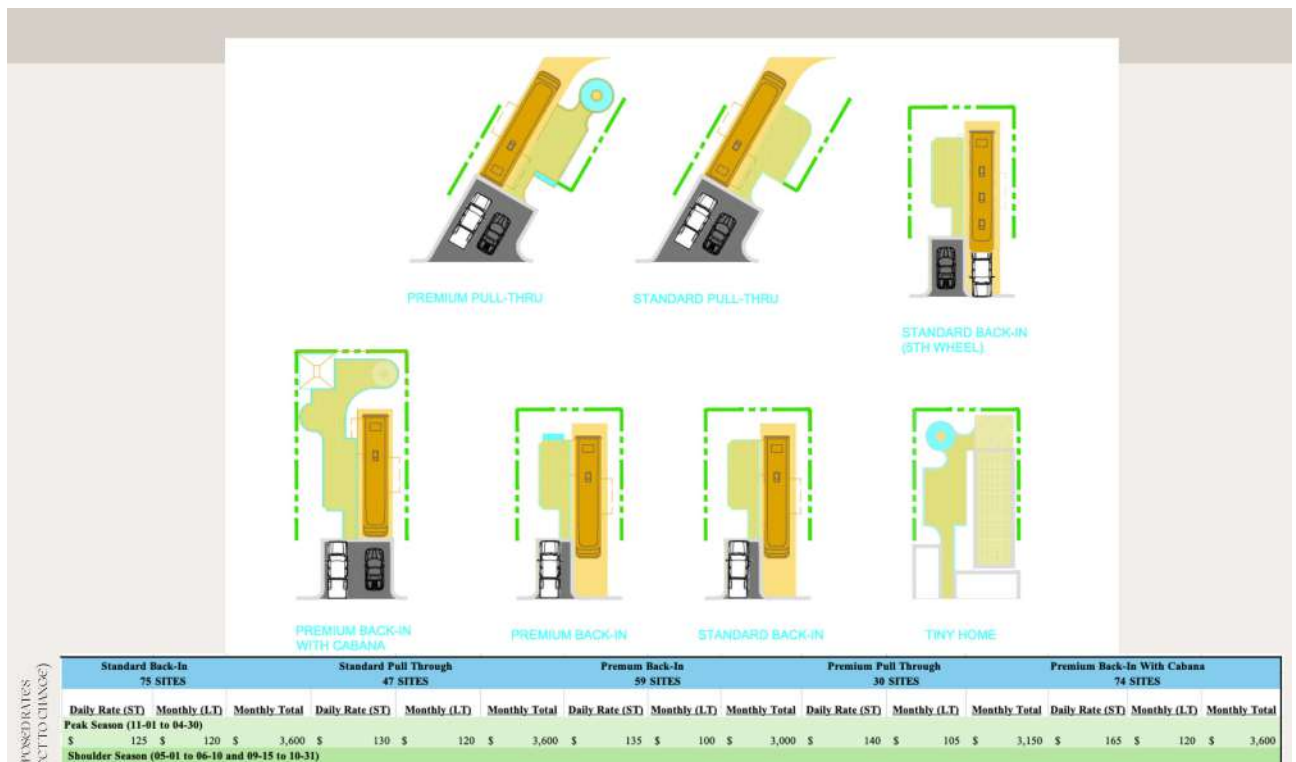 PREMIUM PULL-THRU
STANDARD PULL-THRU
STANDARD BACK-IN
(5TH WHEEL)
PREMIUM BACK-IN
WITH CABANA
PREMIUM BACK-IN
STANDARD BACK-IN
TINY HOME
Standard Back-In Standard Pull Through Premum Back-In Premium Pull Through Premium Back-In With Cabana
75 SITES 47 SITES 59 SITES 30 SITES 74 SITES
Daily Rate (ST) Monthly (LT) Monthly Total Daily Rate (ST) Monthly (LT) Monthly Total Daily Rate (ST) Monthly (LT) Monthly Total Daily Rate (ST) Monthly (LT) Monthly Total Daily Rate (ST) Monthly (LT) Monthly Total
Peak Season (11-01 to 04-30)
$ 125 $ 120 $ 3,600 $ 130 $ 120 $ 3,600 $ 135 $ 100 $ 3,000 $ 140 $ 105 $ 3,150 $ 165 $ 120 $ 3,600
Shoulder Season (05-01 to 06-10 and 09-15 to 10-31)
RATES
TO CHANGE)